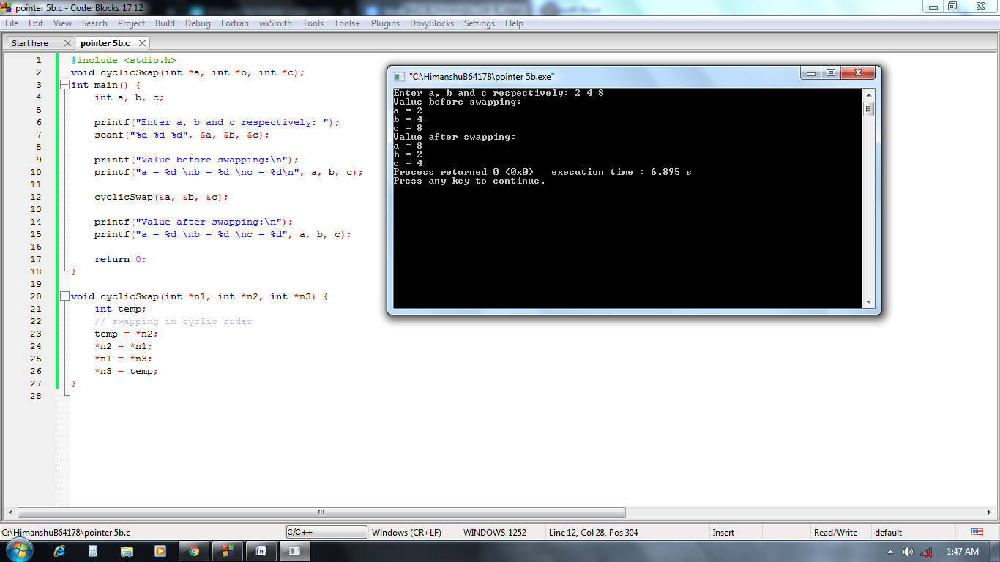 pointer 5b.c - Code::Blocks 17.12
File Edit View Search Project Build Debug Fortran wxSmith Tools Tools+ Plugins DoxyBlocks Settings Help
Start here pointer 5b.c
1 #include <stdio.h>
2 void cyclicSwap(int *a, int *b, int *c);
3 int main() {
4 int a, b, c;
5
6 printf("Enter a, b and c respectively: ");
7 scanf("%d %d %d", &a, &b, &c);
8
9 printf("Value before swapping:\n");
10 printf("a = %d \nb = %d \nc = %d\n", a, b, c);
11
12 cyclicSwap(&a, &b, &c);
13
14 printf("Value after swapping:\n");
15 printf("a = %d \nb = %d \nc = %d", a, b, c);
16
17 return 0;
18 }
19
20 void cyclicSwap(int *n1, int *n2, int *n3) {
21 int temp;
22 // swapping in cyclic order
23 temp = *n2;
24 *n2 = *n1;
25 *n1 = *n3;
26 *n3 = temp;
27 }
28
"C:\HimanshuB64178\pointer 5b.exe"
Enter a, b and c respectively: 2 4 8
Value before swapping:
a = 2
b = 4
c = 8
Value after swapping:
a = 8
b = 2
c = 4
Process returned 0 (0x0) execution time : 6.895 s
Press any key to continue.
C:\HimanshuB64178\pointer 5b.c C/C++ Windows (CR+LF) WINDOWS-1252 Line 12, Col 28, Pos 304 Insert Read/Write default
1:47 AM